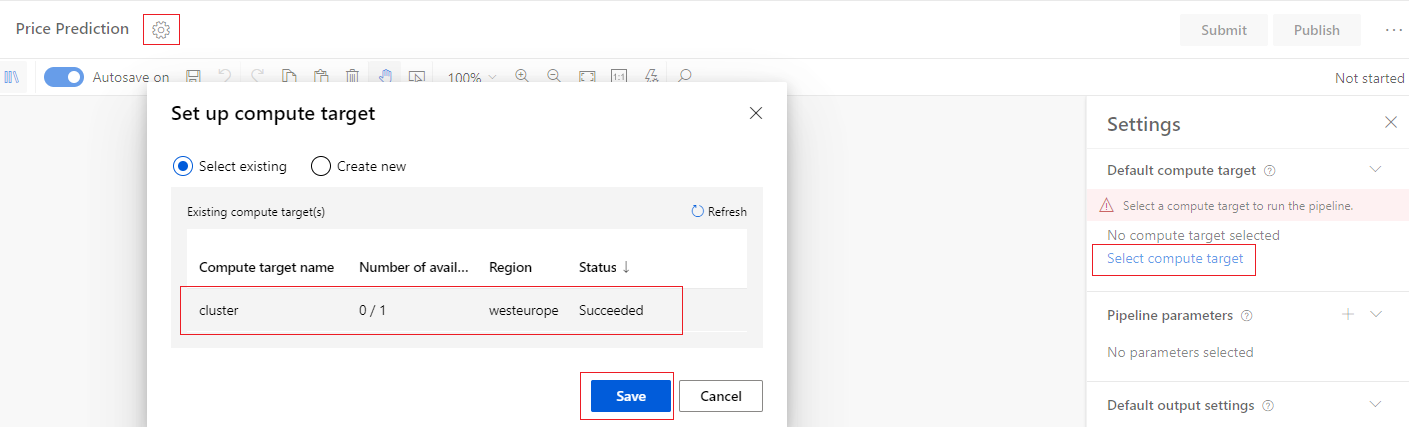 Price Prediction
Submit
Publish
Autosave on
100%
1:1
Not started
Set up compute target
Select existing
Create new
Existing compute target(s)
Refresh
Compute target name Number of avail... Region Status
cluster 0 / 1 westeurope Succeeded
Save
Cancel
Settings
Default compute target
Select a compute target to run the pipeline.
No compute target selected
Select compute target
Pipeline parameters
No parameters selected
Default output settings